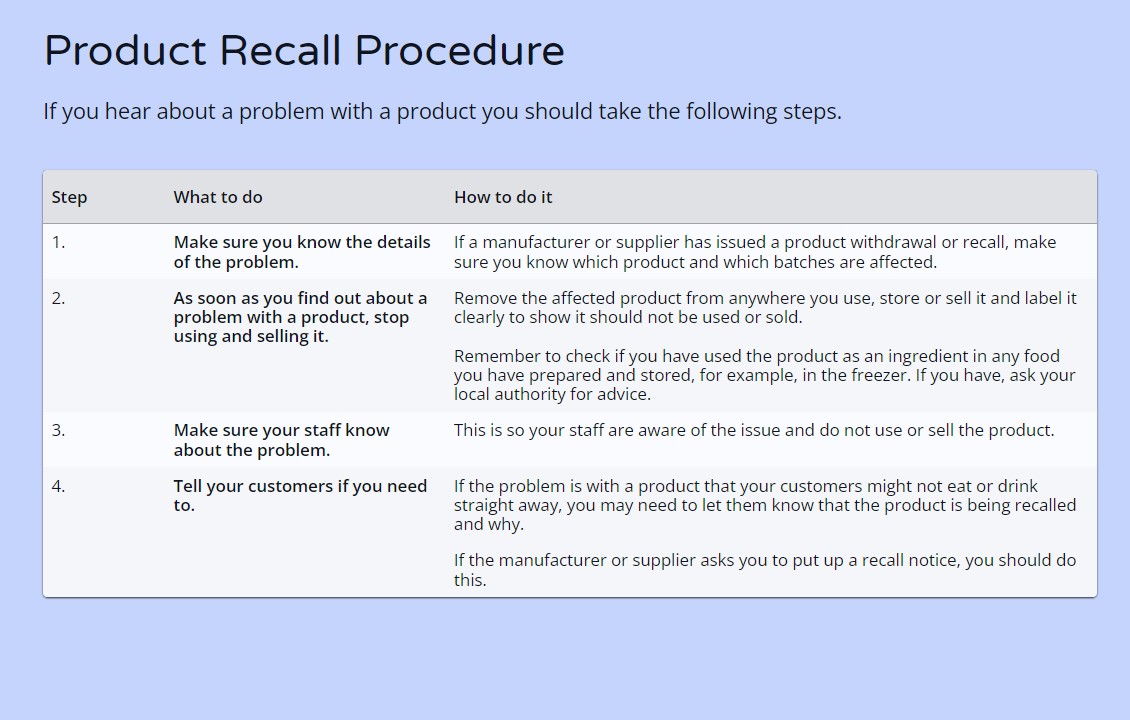 Product Recall Procedure
If you hear about a problem with a product you should take the following steps.
Step What to do How to do it
1. Make sure you know the details of the problem.
If a manufacturer or supplier has issued a product withdrawal or recall, make
sure you know which product and which batches are affected.
2. As soon as you find out about a
problem with a product, stop
using and selling it.
Remove the affected product from anywhere you use, store or sell it and label it
clearly to show it should not be used or sold.
Remember to check if you have used the product as an ingredient in any food
you have prepared and stored, for example, in the freezer. If you have, ask your
local authority for advice.
3. Make sure your staff know
about the problem.
This is so your staff are aware of the issue and do not use or sell the product.
4. Tell your customers if you need
to.
If the problem is with a product that your customers might not eat or drink
straight away, you may need to let them know that the product is being recalled
and why.
If the manufacturer or supplier asks you to put up a recall notice, you should do
this.